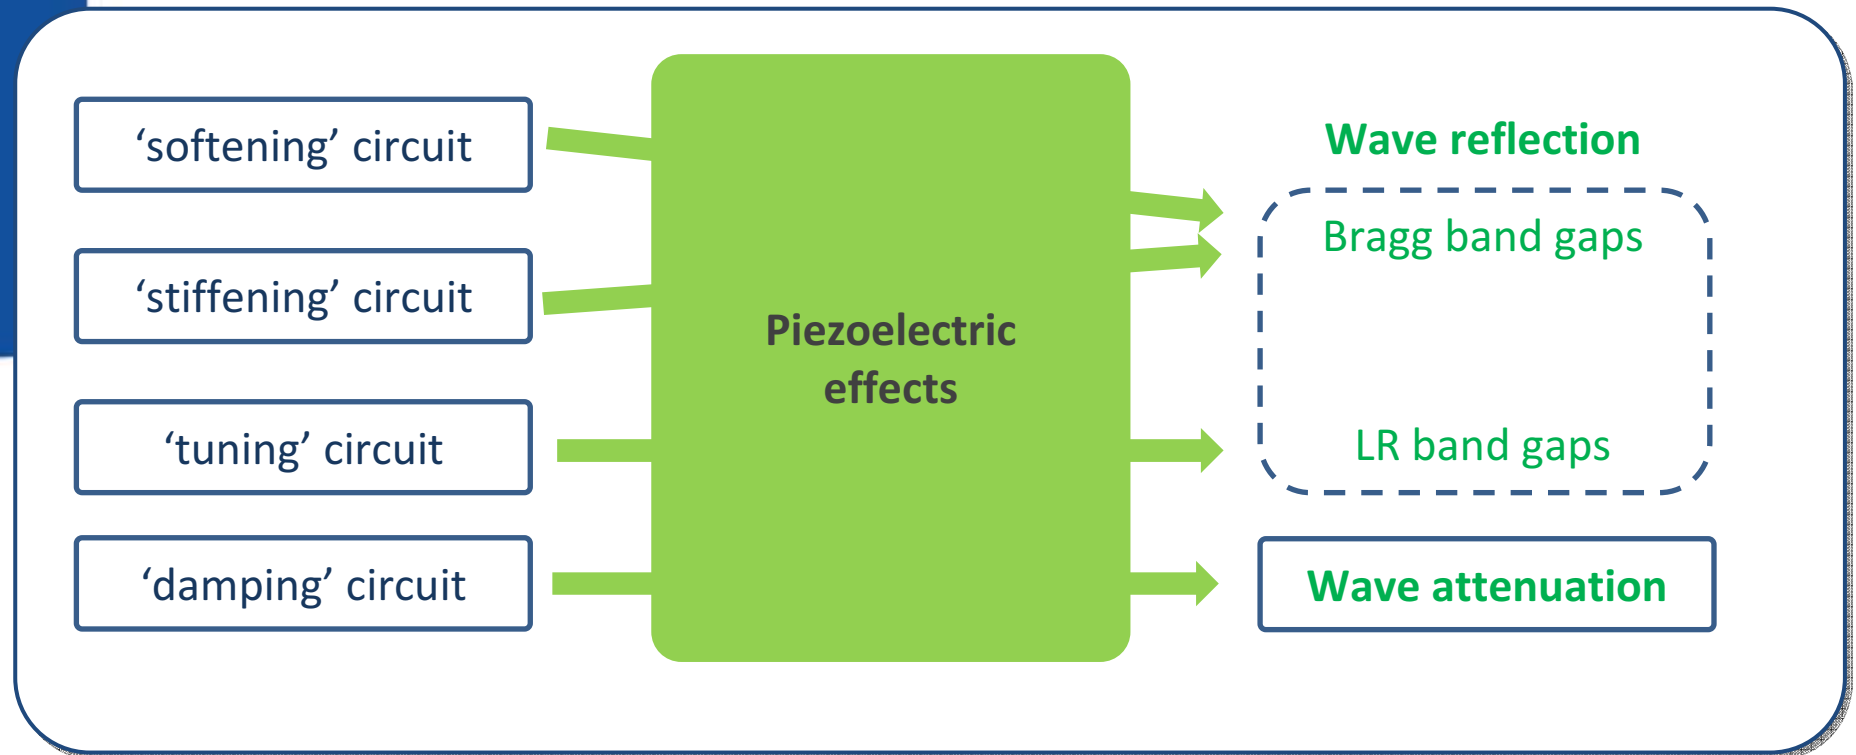 ‘softening’ circuit
‘stiffening’ circuit
‘tuning’ circuit
‘damping’ circuit
Piezoelectric
effects
Wave reflection
Bragg band gaps
LR band gaps
Wave attenuation